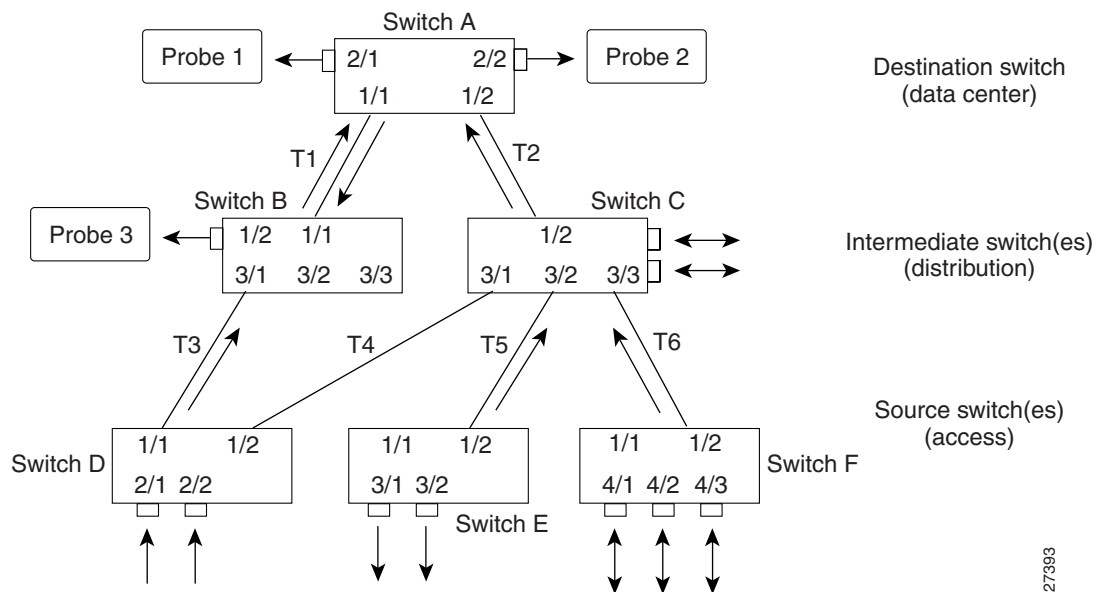 Switch A
Probe 1
2/1
2/2
Probe 2
Destination switch
(data center)
1/1
1/2
T1
T2
Switch B
Switch C
Probe 3
1/2
1/1
1/2
Intermediate switch(es)
(distribution)
3/1
3/2
3/3
3/1
3/2
3/3
T3
T4
T5
T6
Source switch(es)
(access)
Switch D
1/1
1/2
1/1
1/2
1/1
1/2
Switch F
2/1
2/2
3/1
3/2
4/1
4/2
4/3
Switch E
27393